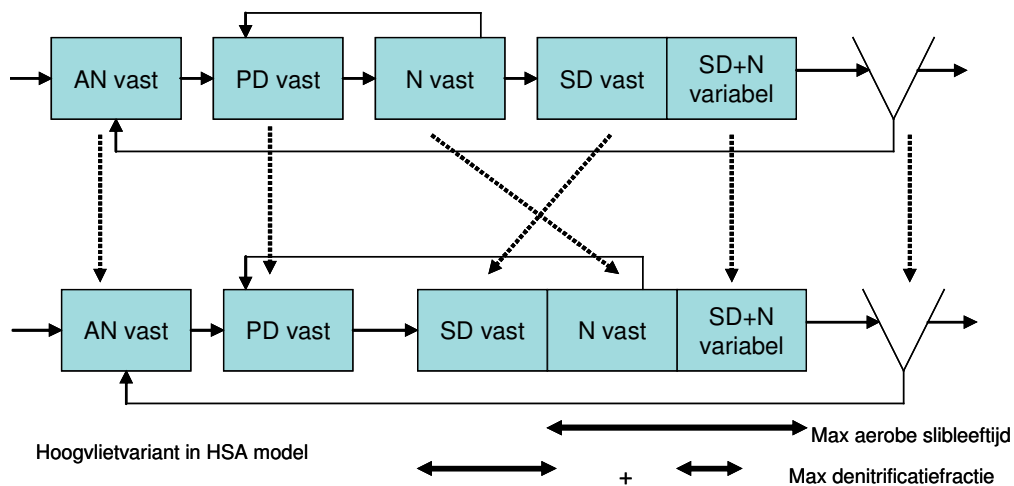 AN vast
PD vast
N vast
SD vast
SD+N
variabel
AN vast
PD vast
SD vast
N vast
SD+N
variabel
Hoogvlietvariant in HSA model
Max aerobe slibleeftijd
+
Max denitrificatiefractie